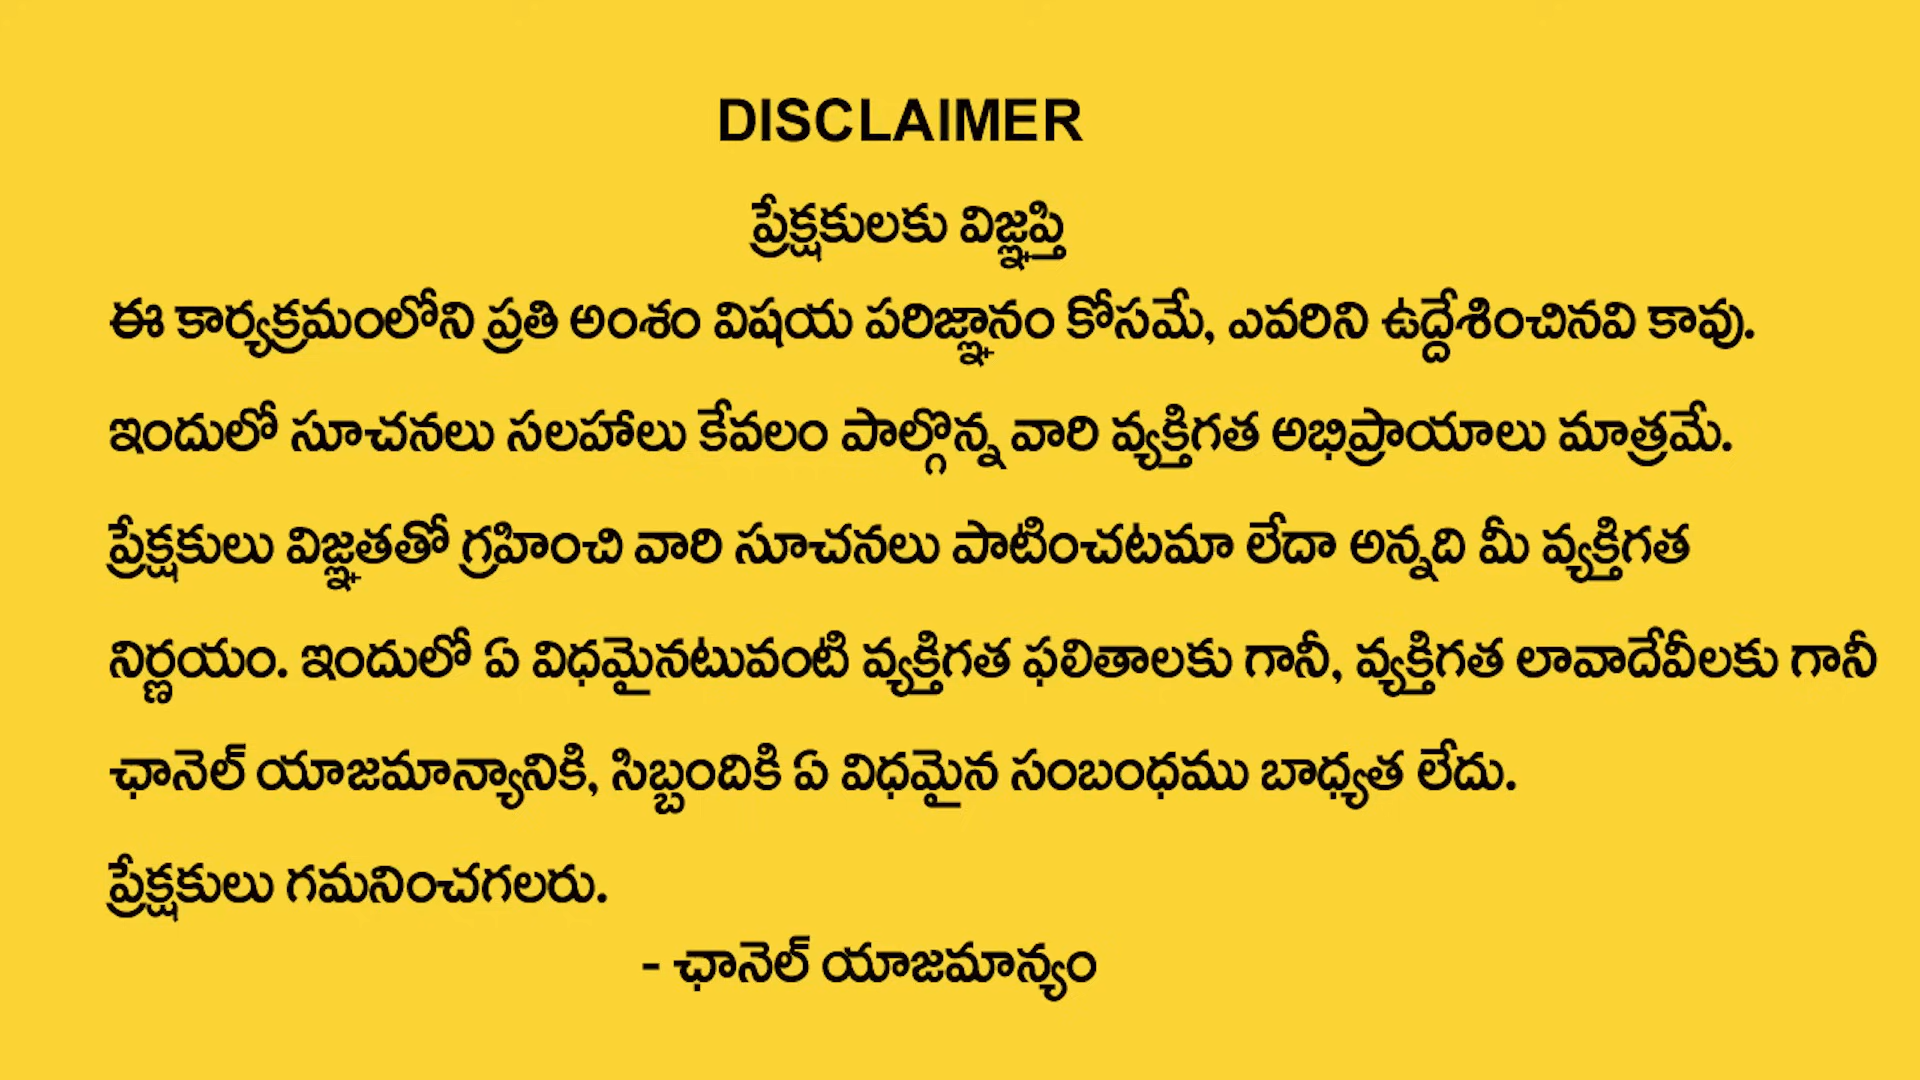 DISCLAIMER
ప్రేక్షకులకు విజ్ఞప్తి
ఈ కార్యక్రమంలోని ప్రతి అంశం విషయ పరిజ్ఞానం కోసమే, ఎవరిని ఉద్దేశించినవి కావు.
ఇందులో సూచనలు సలహాలు కేవలం పాల్గొన్న వారి వ్యక్తిగత అభిప్రాయాలు మాత్రమే.
ప్రేక్షకులు విజ్ఞతతో గ్రహించి వారి సూచనలు పాటించటమా లేదా అన్నది మీ వ్యక్తిగత
నిర్ణయం. ఇందులో ఏ విధమైనటువంటి వ్యక్తిగత ఫలితాలకు గానీ, వ్యక్తిగత లావాదేవీలకు గానీ
ఛానెల్ యాజమాన్యానికి, సిబ్బందికి ఏ విధమైన సంబంధము బాధ్యత లేదు.
ప్రేక్షకులు గమనించగలరు.
- ఛానెల్ యాజమాన్యం